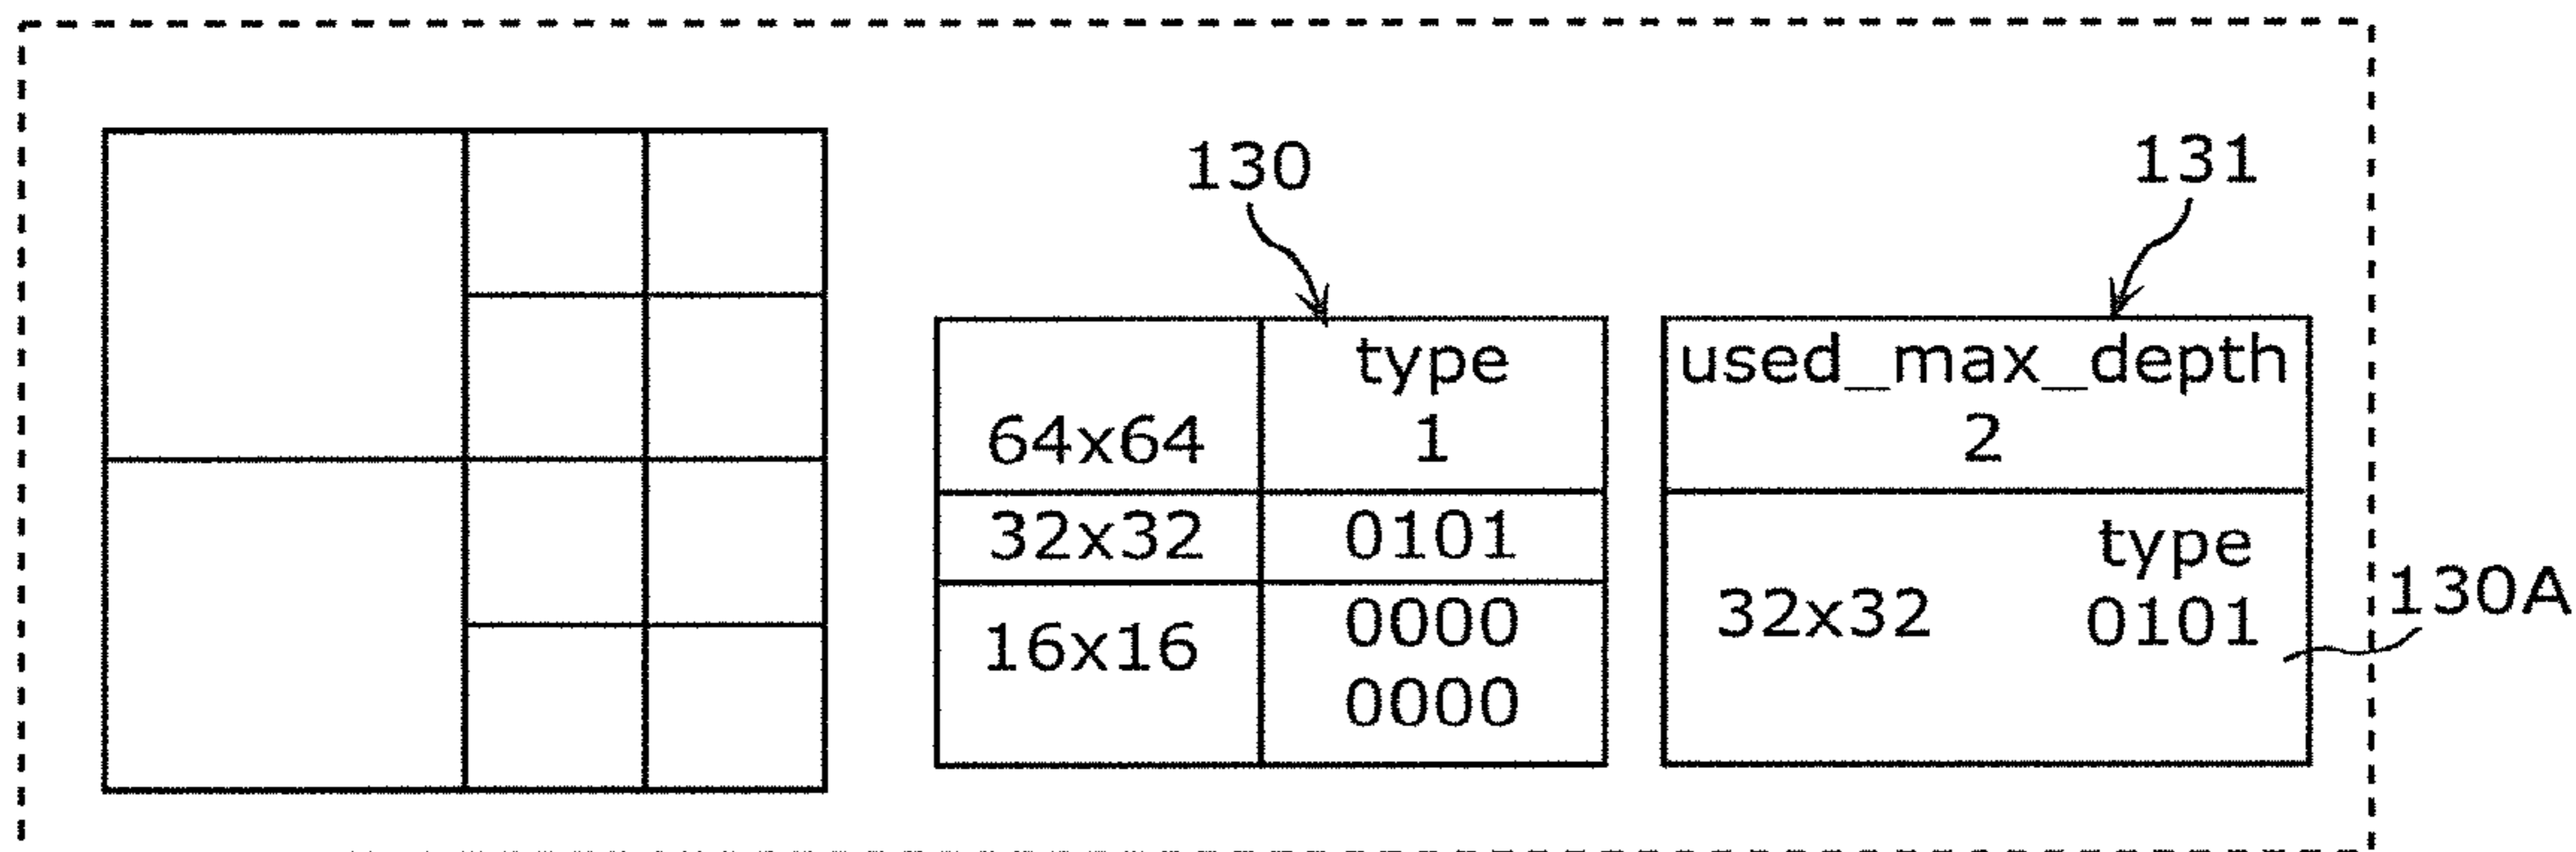 130
131
type
64x64 1
32x32 0101
16x16 0000
0000
used_max_depth
2
type
32x32 0101
130A